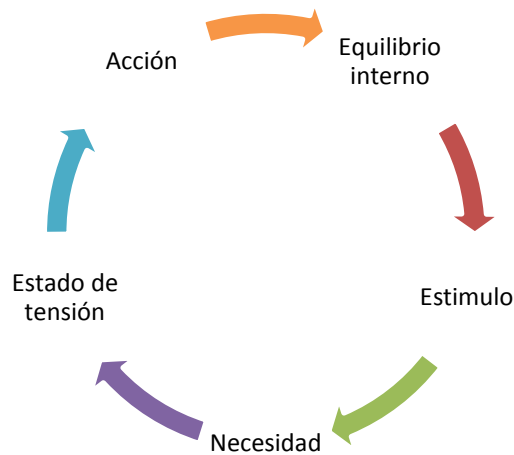 Acción
Equilibrio
interno
Estimulo
Necesidad
Estado de
tensión